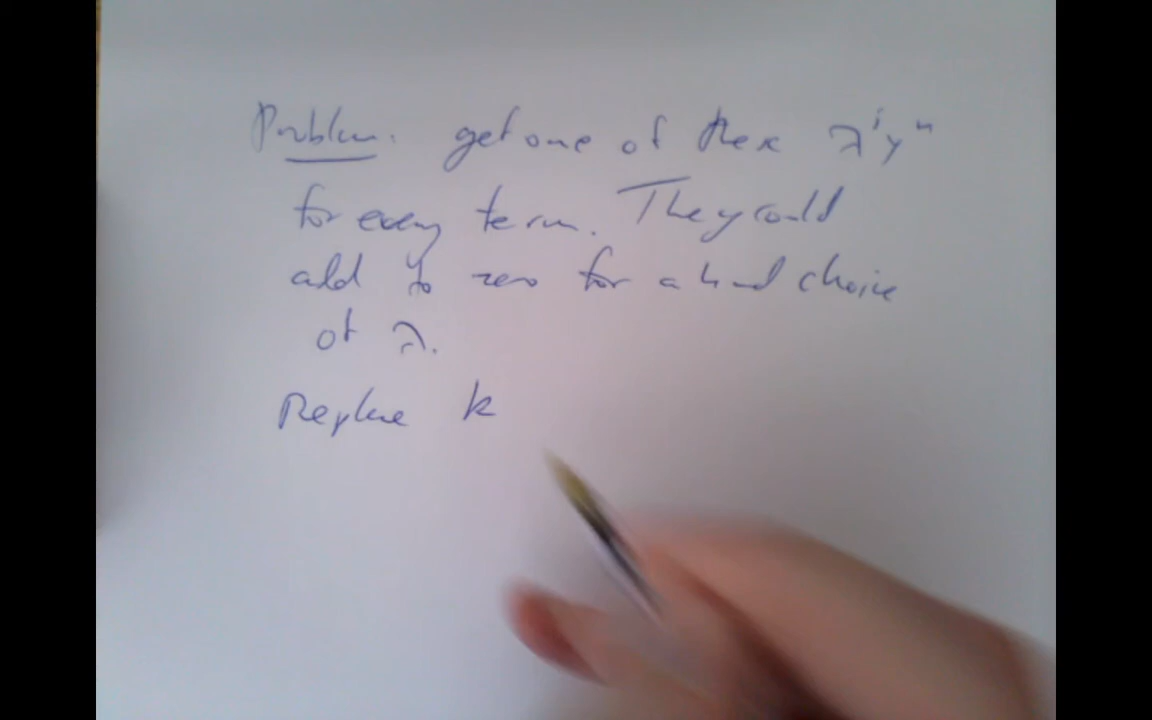 Problem. get one of these λ^i y^n
for every term. They could
add to zero for a bad choice
of λ.
Replace k